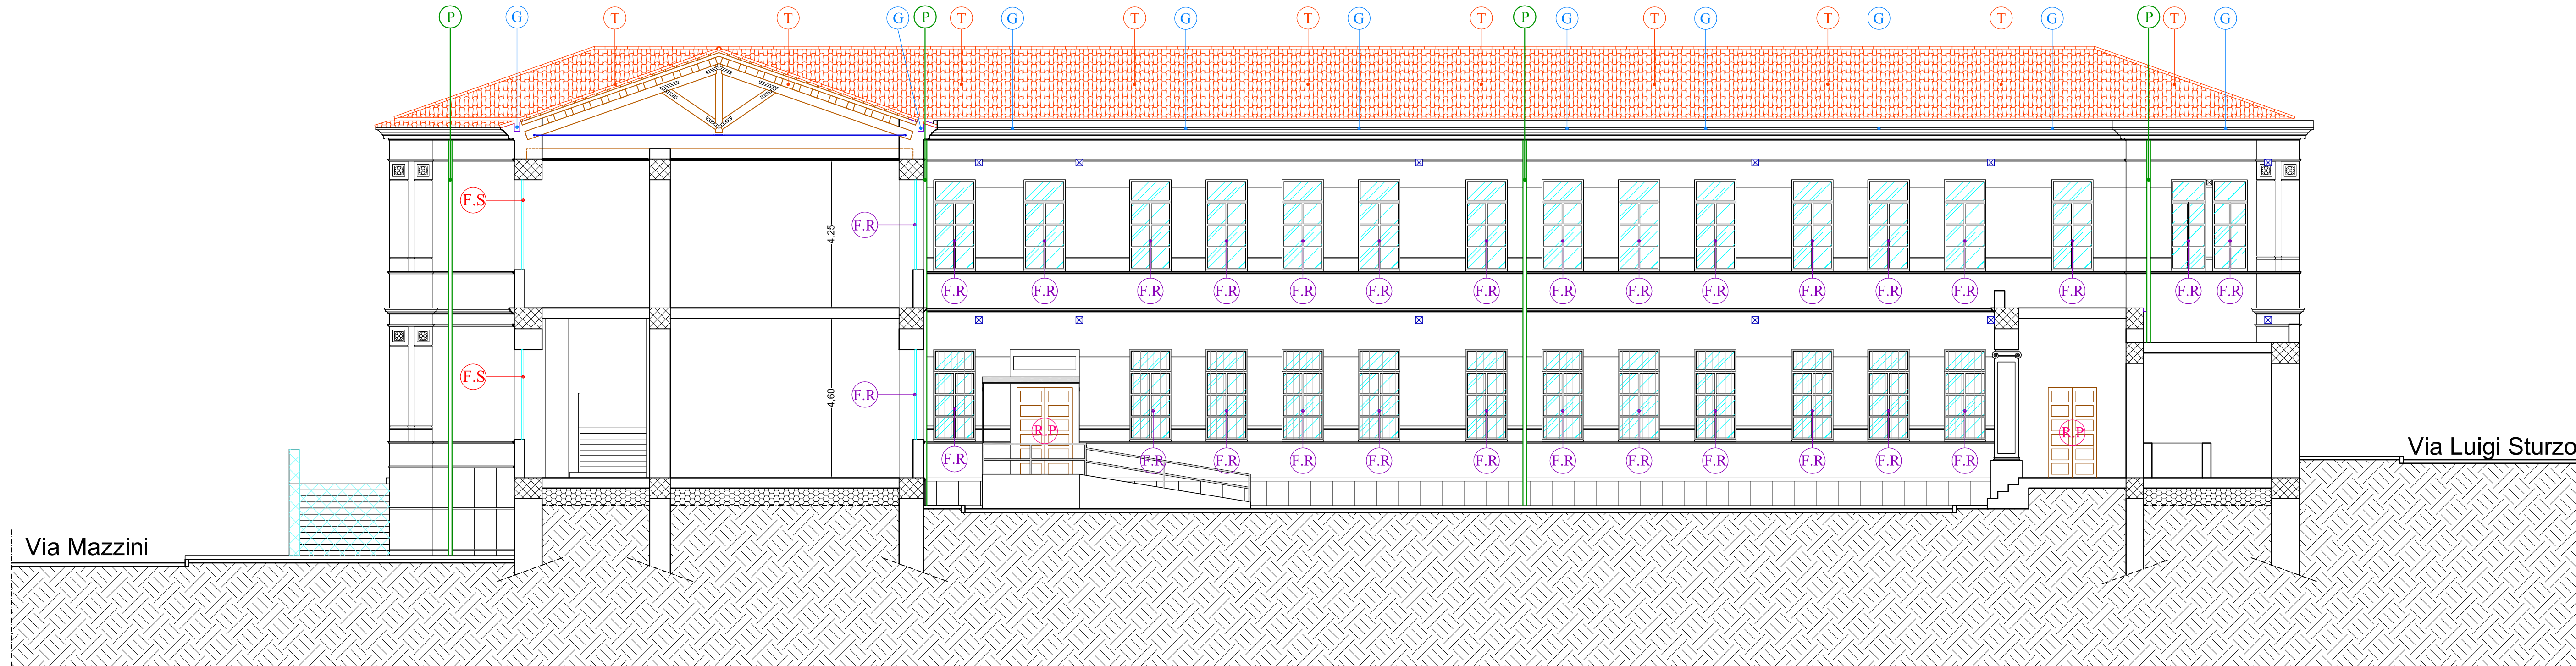 P G T T G P T G T G T G T P G T G T G T G P T G
F.S
F.R
4,25
F.R F.R F.R F.R F.R F.R F.R F.R F.R F.R F.R F.R F.R F.R F.R F.R
F.S
F.R
4,60
R.P R.P
Via Luigi Sturzo
F.R F.R F.R F.R F.R F.R F.R F.R F.R F.R F.R F.R
Via Mazzini